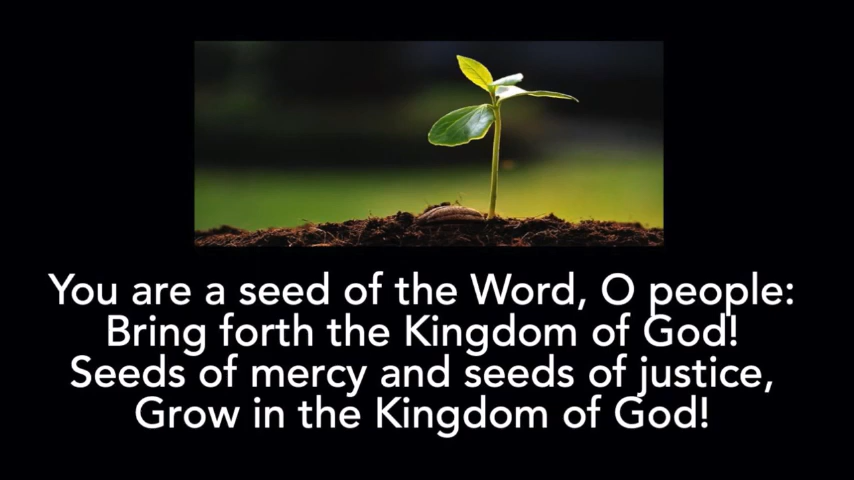 You are a seed of the Word, O people:
Bring forth the Kingdom of God!
Seeds of mercy and seeds of justice,
Grow in the Kingdom of God!